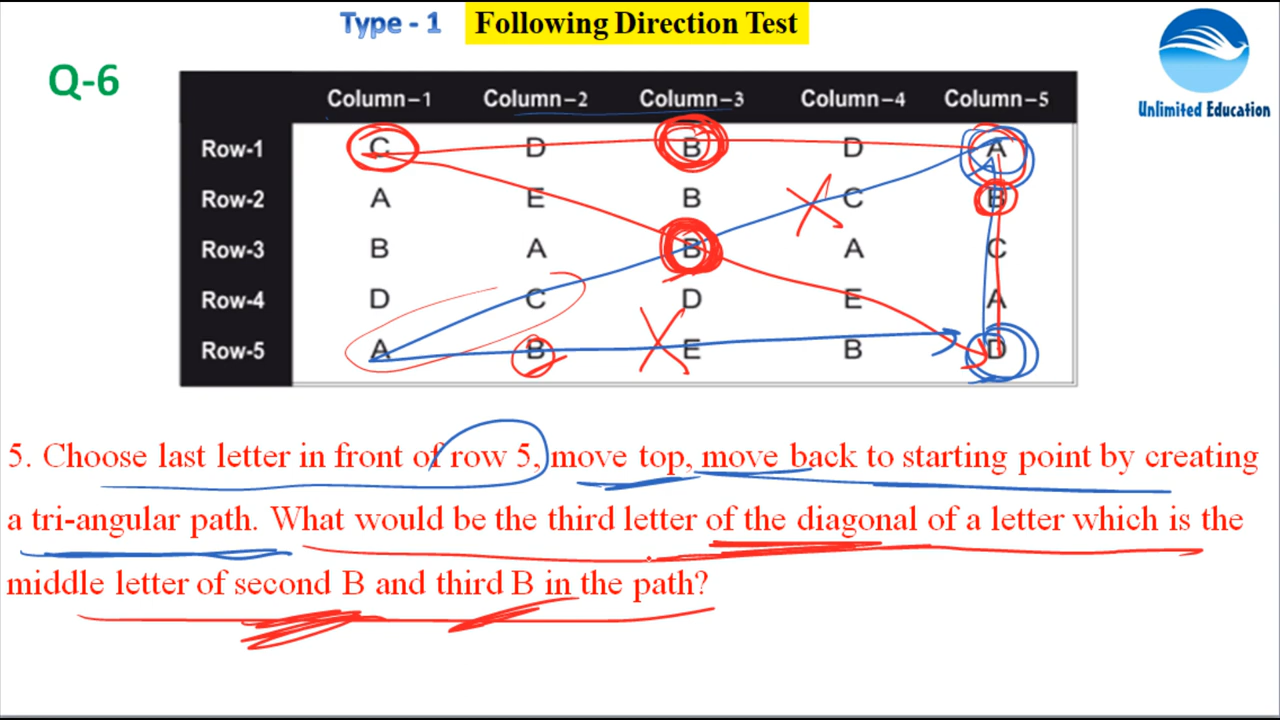 Type - 1 Following Direction Test
Q-6
Unlimited Education
Column-1 Column-2 Column-3 Column-4 Column-5
Row-1 C D B D A
Row-2 A E B C B
Row-3 B A B A C
Row-4 D C D E A
Row-5 A B E B D
5. Choose last letter in front of row 5, move top, move back to starting point by creating
a tri-angular path. What would be the third letter of the diagonal of a letter which is the
middle letter of second B and third B in the path?